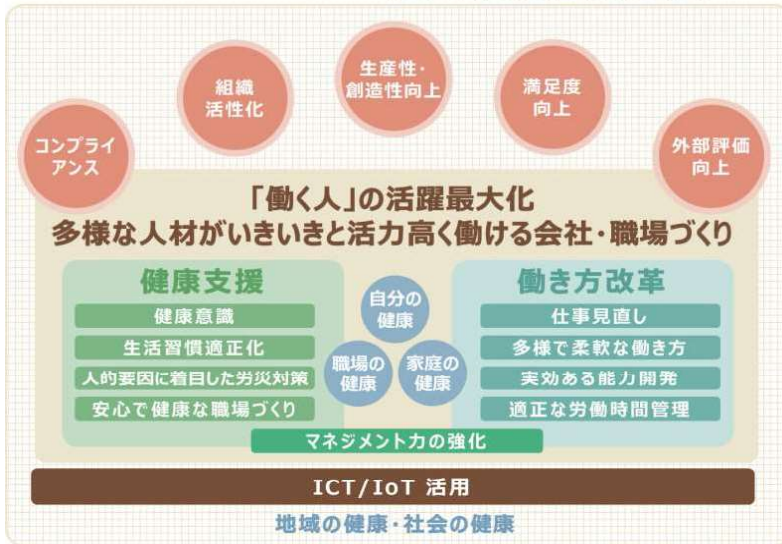 生産性・
創造性向上
組織
活性化
満足度
向上
コンプライ
アンス
外部評価
向上
「働く人」の活躍最大化
多様な人材がいきいきと活力高く働ける会社・職場づくり
健康支援
健康意識
生活習慣適正化
人的要因に着目した労災対策
安心で健康な職場づくり
自分の
健康
職場の
健康
家庭の
健康
働き方改革
仕事見直し
多様で柔軟な働き方
実効ある能力開発
適正な労働時間管理
マネジメント力の強化
ICT/IoT 活用
地域の健康・社会の健康